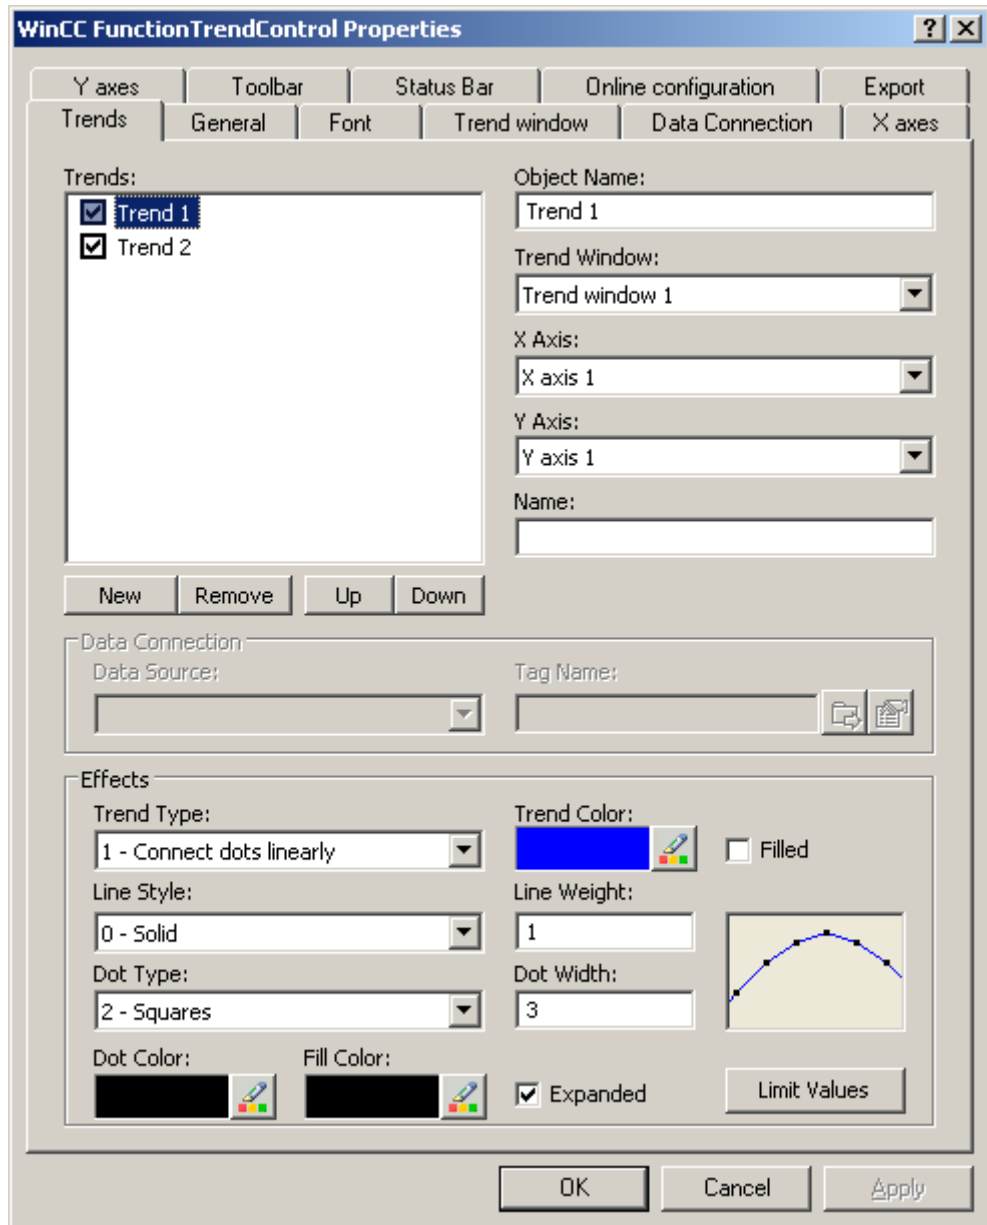 WinCC FunctionTrendControl Properties
Y axes Toolbar Status Bar Online configuration Export
Trends General Font Trend window Data Connection X axes
Trends:
Trend 1
Trend 2
New Remove Up Down
Object Name:
Trend 1
Trend Window:
Trend window 1
X Axis:
X axis 1
Y Axis:
Y axis 1
Name:
Data Connection
Data Source: Tag Name:
Effects
Trend Type: Trend Color:
1 - Connect dots linearly Filled
Line Style: Line Weight:
0 - Solid 1
Dot Type: Dot Width:
2 - Squares 3
Dot Color: Fill Color:
Expanded Limit Values
OK Cancel Apply